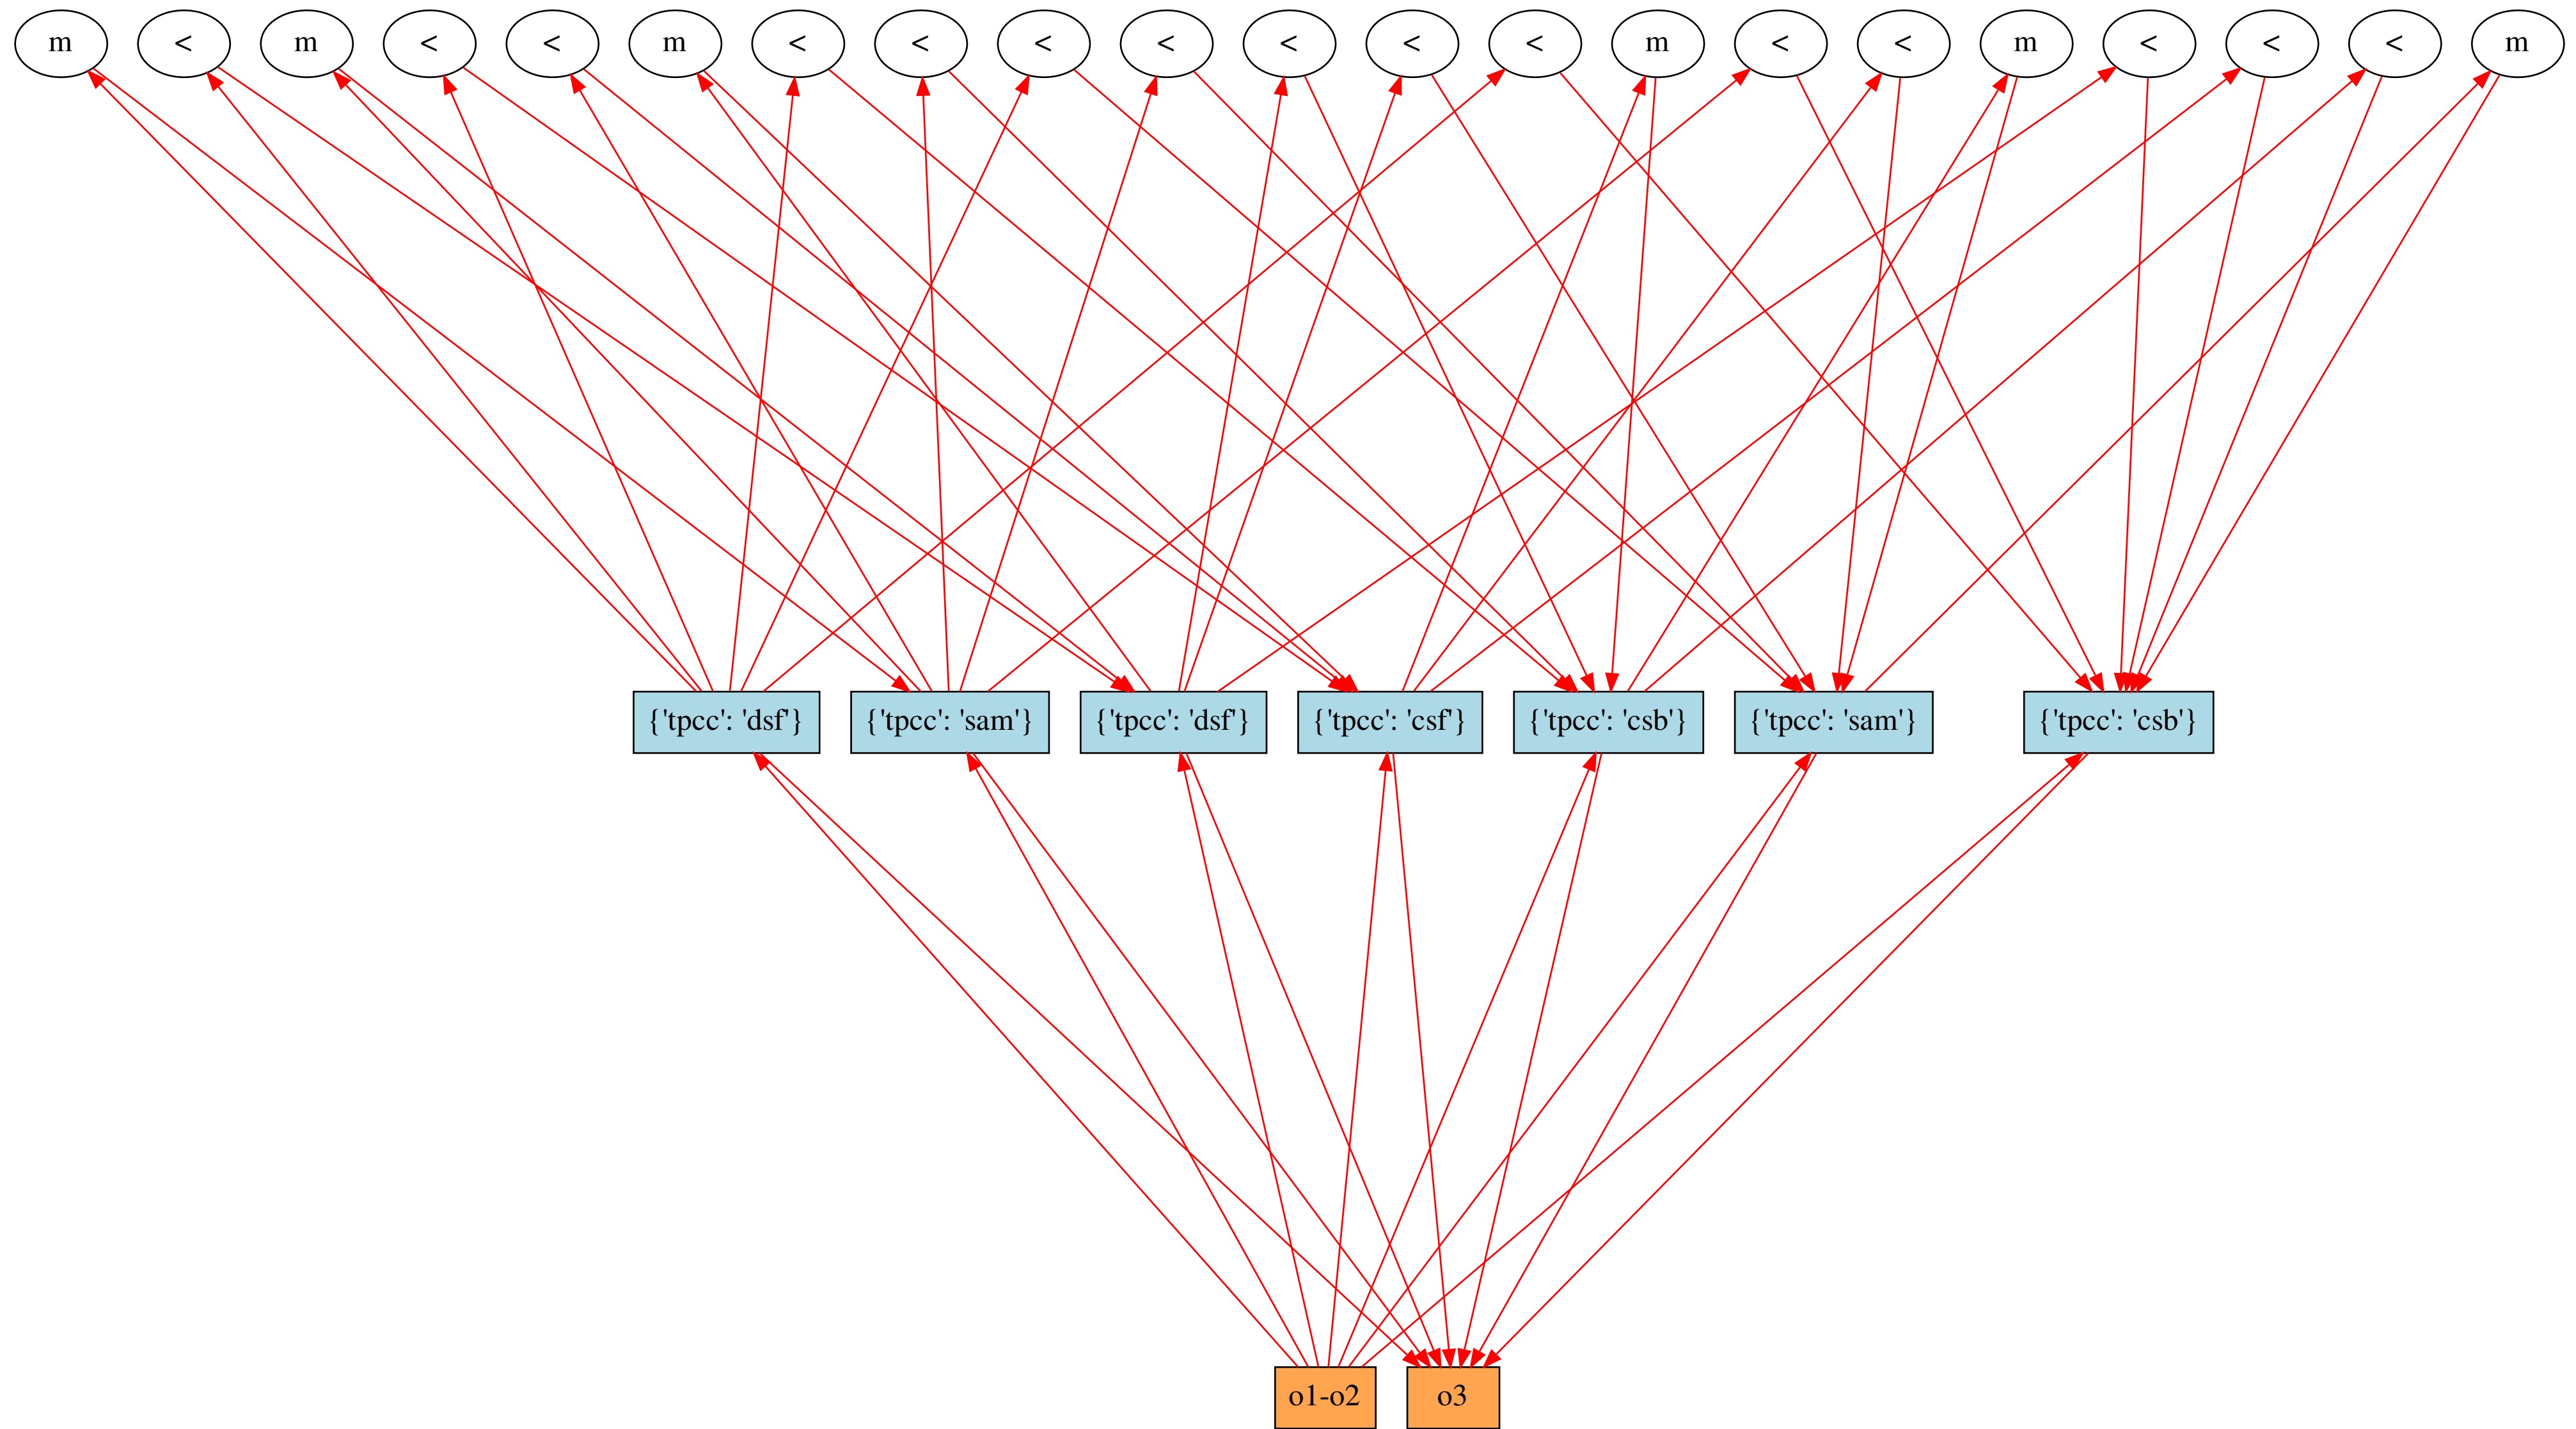 m < m < < m < < < < < < < m < < m < < < m
{'tpcc': 'dsf'} {'tpcc': 'sam'} {'tpcc': 'dsf'} {'tpcc': 'csf'} {'tpcc': 'csb'} {'tpcc': 'sam'} {'tpcc': 'csb'}
o1-o2 o3